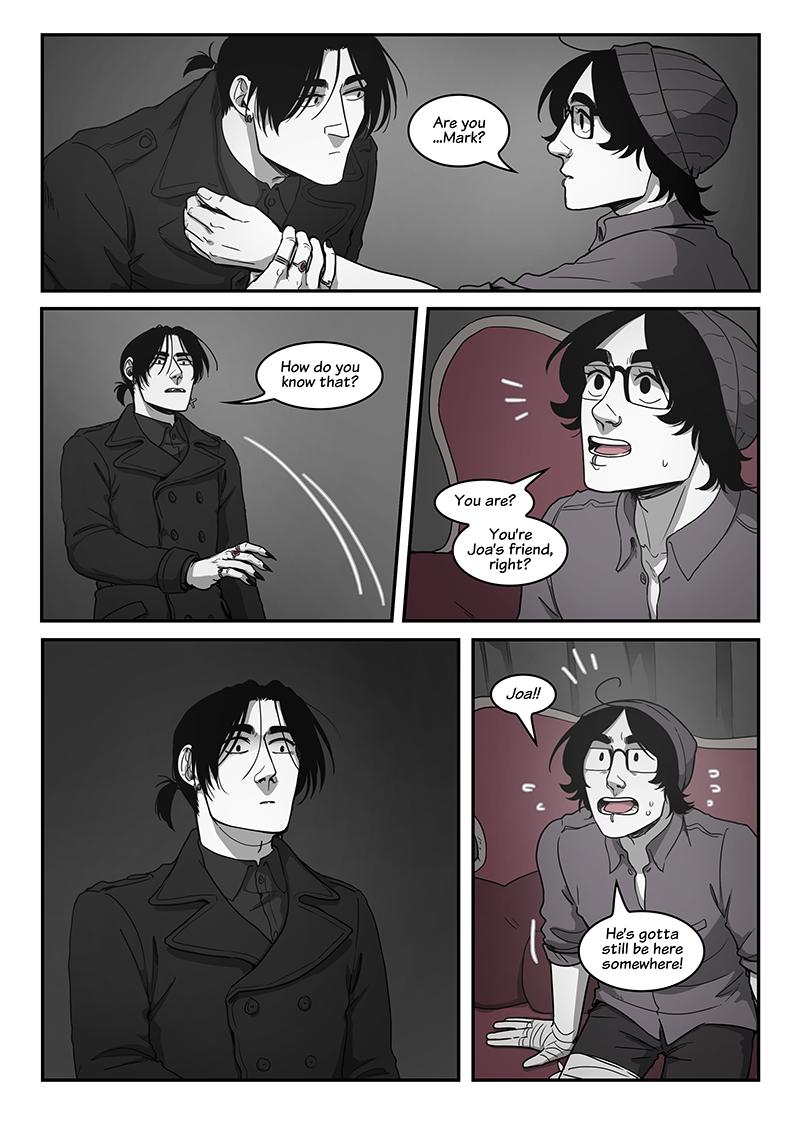 Are you
...Mark?
How do you
know that?
You are?
You're
Joa's friend,
right?
Joa!!
He's gotta
still be here
somewhere!